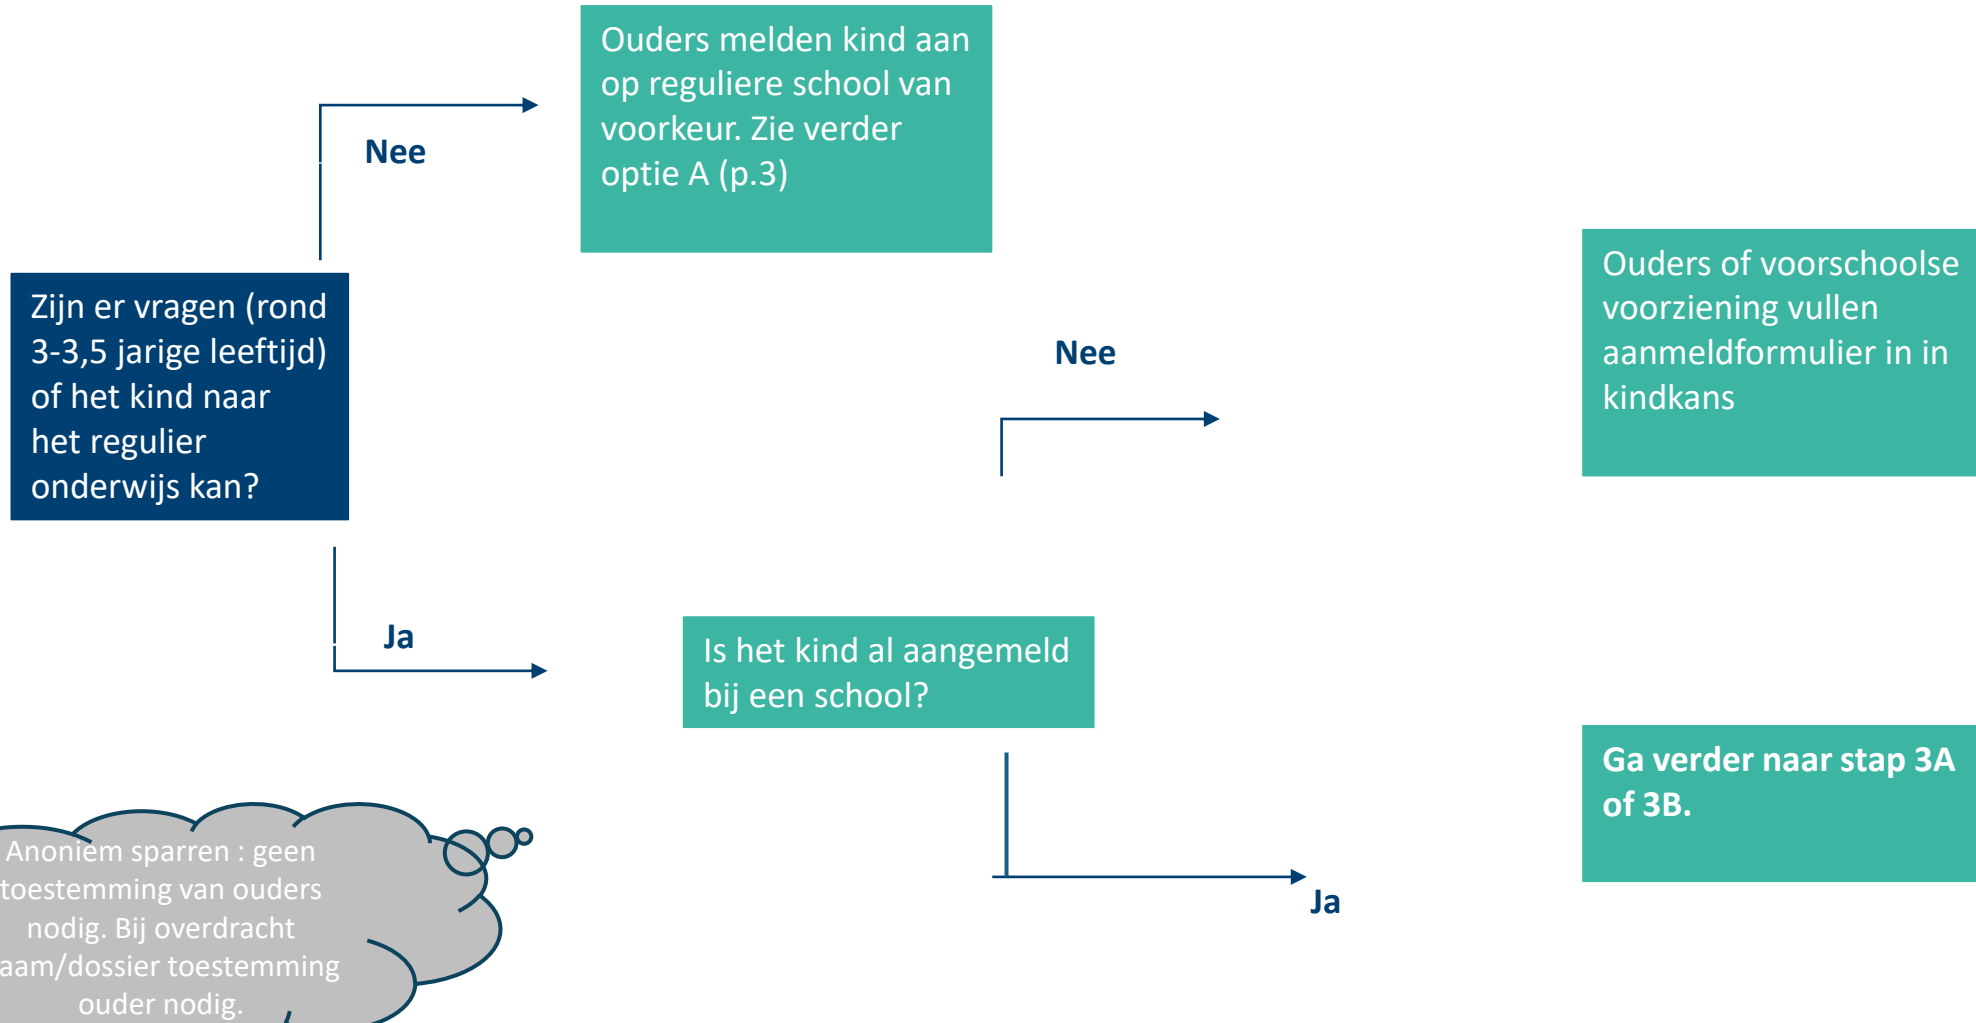 Ouders melden kind aan
op reguliere school van
voorkeur. Zie verder
optie A (p.3)
Nee
Zijn er vragen (rond
3-3,5 jarige leeftijd)
of het kind naar
het regulier
onderwijs kan?
Nee
Ouders of voorschoolse
voorziening vullen
aanmeldformulier in in
kindkans
Ja
Is het kind al aangemeld
bij een school?
Ga verder naar stap 3A
of 3B.
Ja
Anoniem sparren : geen
toestemming van ouders
nodig. Bij overdracht
aam/dossier toestemming
ouder nodig.